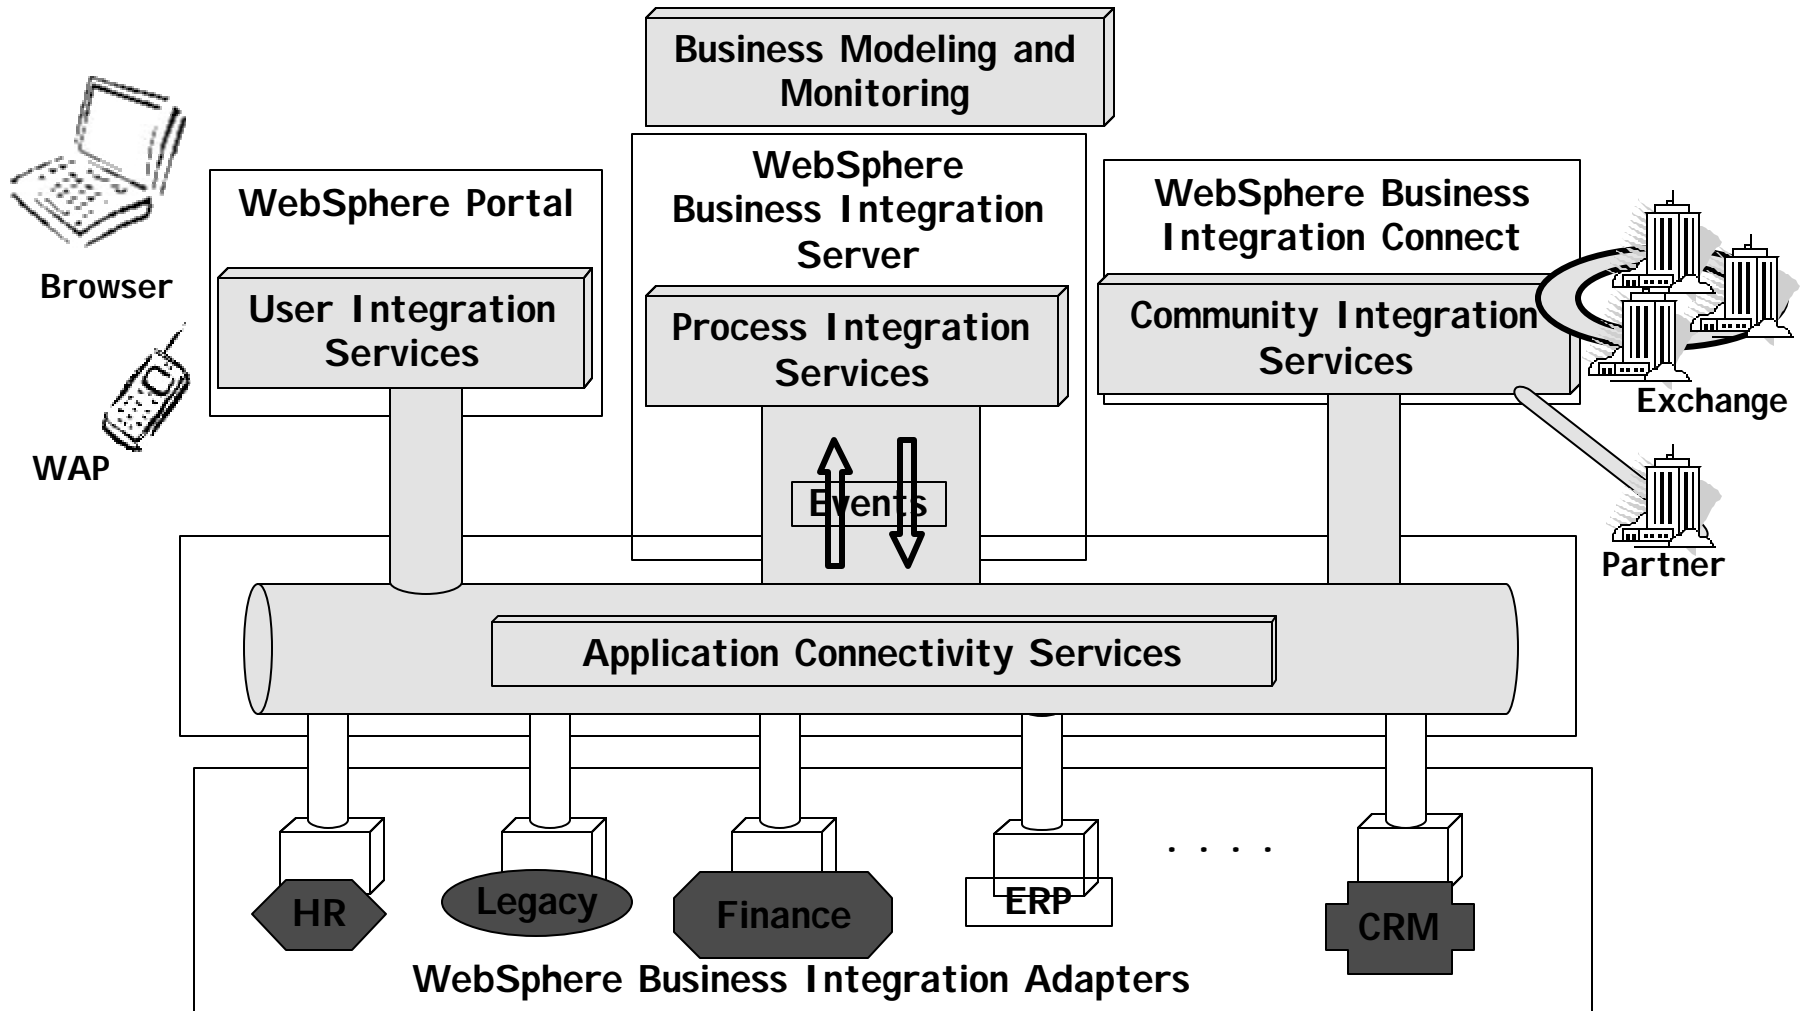 Business Modeling and
Monitoring
WebSphere Portal
User Integration
Services
WebSphere
Business Integration
Server
Process Integration
Services
Events
WebSphere Business
Integration Connect
Community Integration
Services
Browser
WAP
Exchange
Partner
Application Connectivity Services
HR
Legacy
Finance
ERP
. . . .
CRM
WebSphere Business Integration Adapters